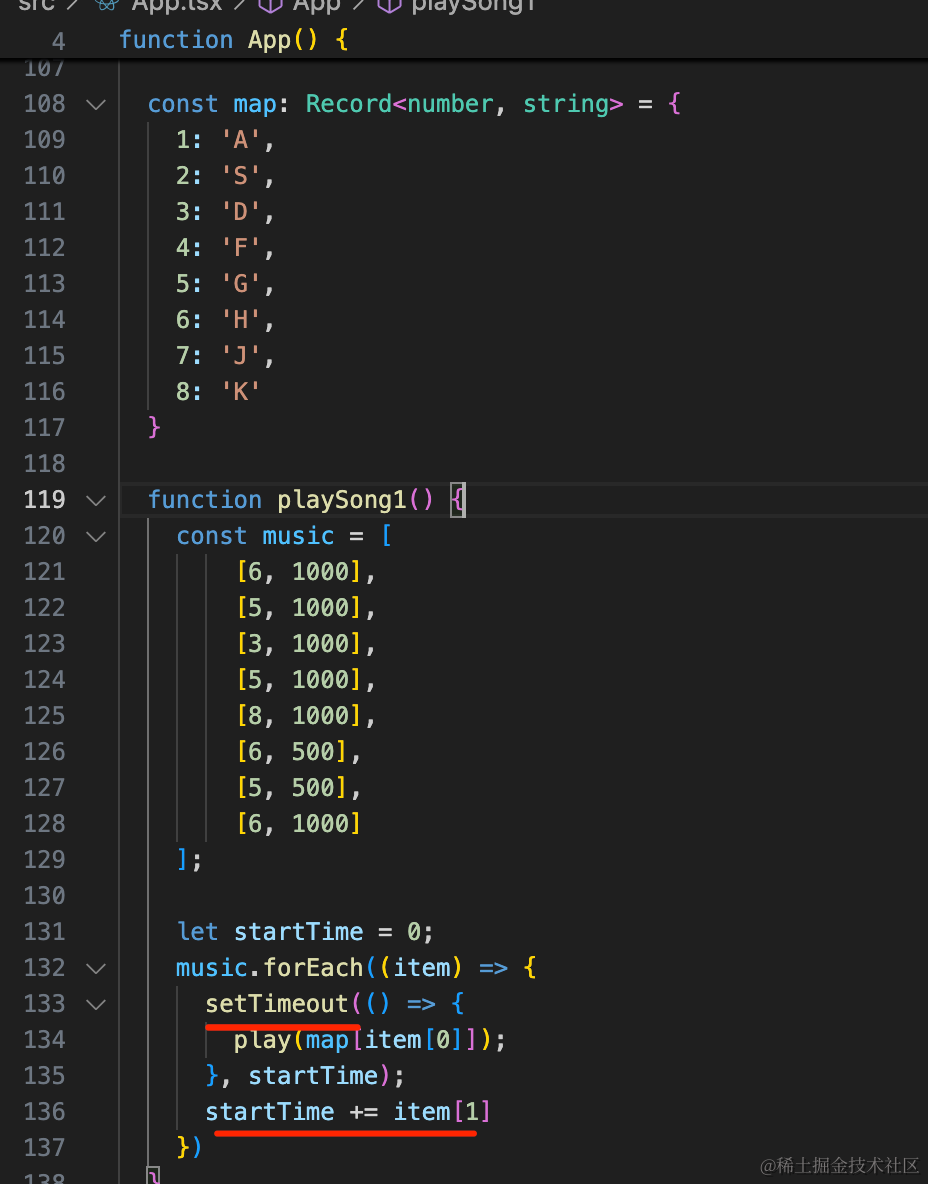 src > App.tsx > App > playSong1
4 function App() {
107
108 const map: Record<number, string> = {
109 1: 'A',
110 2: 'S',
111 3: 'D',
112 4: 'F',
113 5: 'G',
114 6: 'H',
115 7: 'J',
116 8: 'K'
117 }
118
119 function playSong1() {
120 const music = [
121 [6, 1000],
122 [5, 1000],
123 [3, 1000],
124 [5, 1000],
125 [8, 1000],
126 [6, 500],
127 [5, 500],
128 [6, 1000]
129 ];
130
131 let startTime = 0;
132 music.forEach((item) => {
133 setTimeout(() => {
134 play(map[item[0]]);
135 }, startTime);
136 startTime += item[1]
137 })
138 }
@稀土掘金技术社区